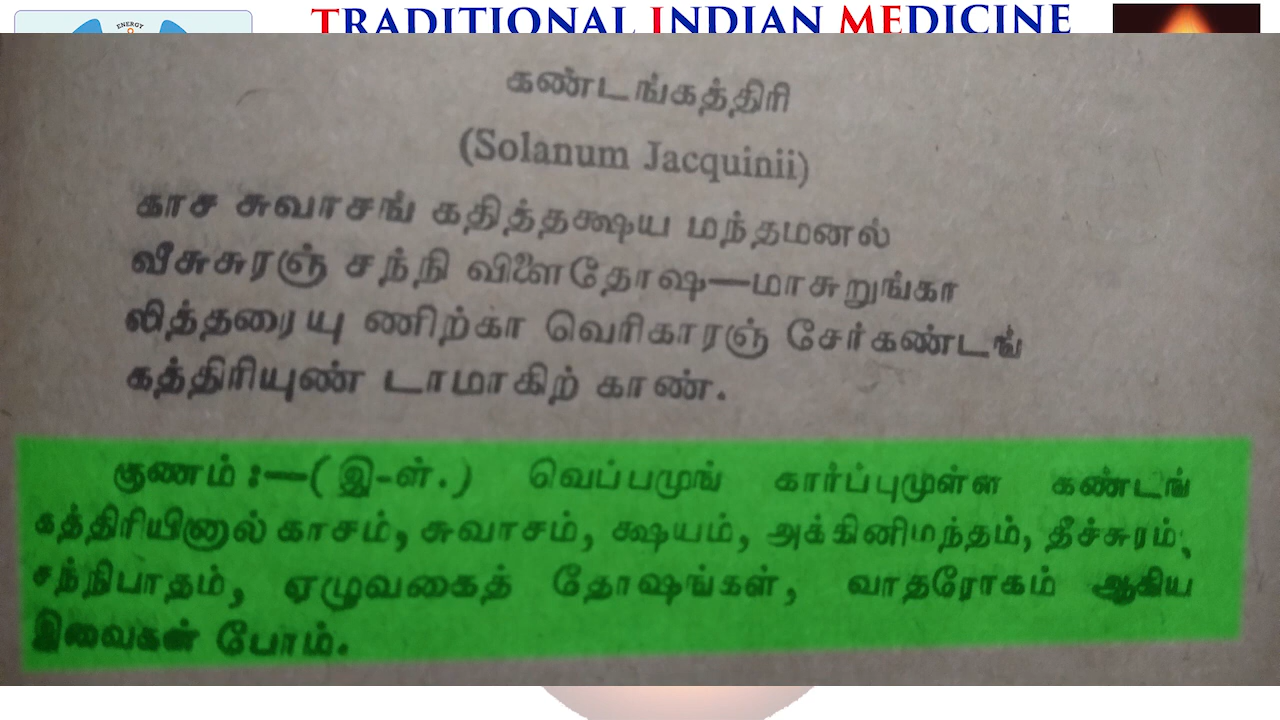 ENERGY
TRADITIONAL INDIAN MEDICINE
கண்டங்கத்திரி
(Solanum Jacquinii)
காச சுவாசங் கதித்தக்ஷய மந்தமனல்
வீசுசுரஞ் சந்நி விளைதோஷ—மாசுறுங்கா
லித்தரையு ணிற்கா வெரிகாரஞ் சேர்கண்டங்
கத்திரியுண் டாமாகிற் காண்.
குணம்:—(இ-ள்.) வெப்பமுங் கார்ப்புமுள்ள கண்டங்
கத்திரியினால் காசம், சுவாசம், க்ஷயம், அக்கினிமந்தம், தீச்சுரம்,
சந்நிபாதம், ஏழுவகைத் தோஷங்கள், வாதரோகம் ஆகிய
இவைகள் போம்.